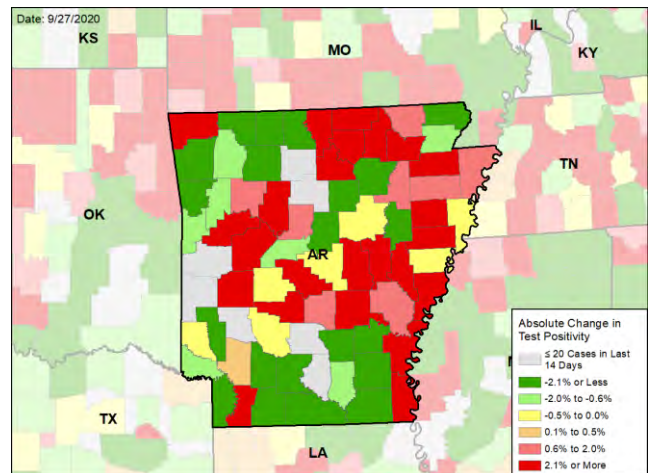 Date: 9/27/2020
KS
MO
IL
KY
OK
TN
AR
TX
LA
Absolute Change in
Test Positivity
≤ 20 Cases in Last
14 Days
-2.1% or Less
-2.0% to -0.6%
-0.5% to 0.0%
0.1% to 0.5%
0.6% to 2.0%
2.1% or More